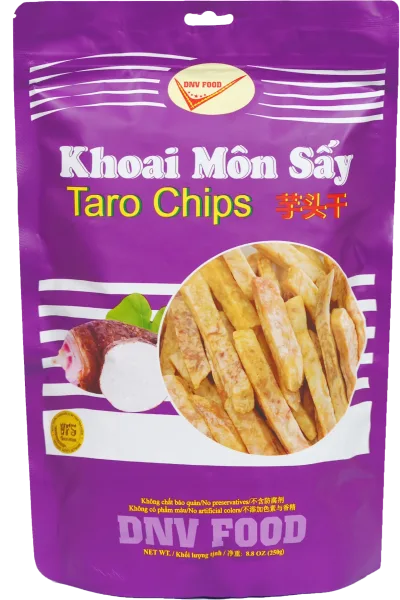 DNV FOOD
Khoai Môn Sấy
Taro Chips 芋头干
Không chất bảo quản/No preservatives/不含防腐剂
Không có phẩm màu/No artificial colors/不添加色素与香精
DNV FOOD
NET WT. / Khối lượng tịnh / 净重: 8.8 OZ (250g)